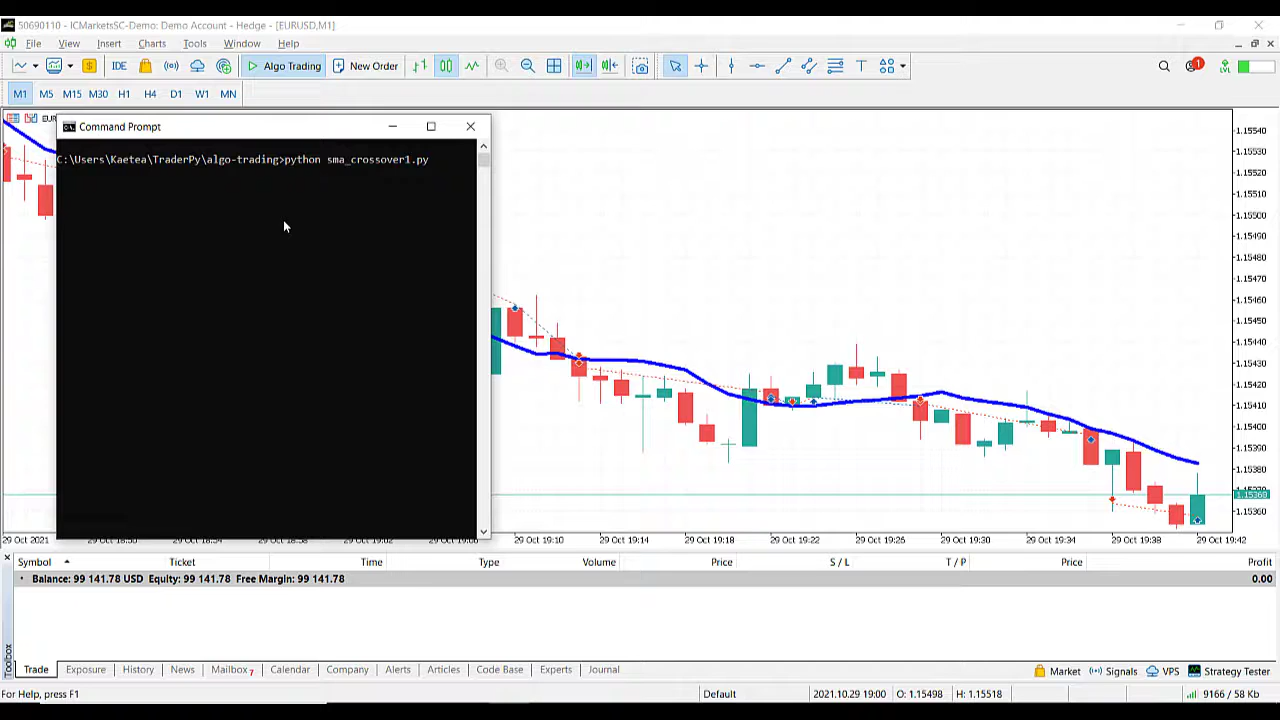 50690110 - ICMarketsSC-Demo: Demo Account - Hedge - [EURUSD,M1]
File View Insert Charts Tools Window Help
IDE Algo Trading New Order 1 LVL
M1 M5 M15 M30 H1 H4 D1 W1 MN
Command Prompt
C:\Users\Kaetea\TraderPy\algo-trading>python sma_crossover1.py
1.15540
1.15530
1.15520
1.15510
1.15500
1.15490
1.15480
1.15470
1.15460
1.15450
1.15440
1.15430
1.15420
1.15410
1.15400
1.15390
1.15380
1.15368
1.15360
29 Oct 2021 29 Oct 19:10 29 Oct 19:14 29 Oct 19:18 29 Oct 19:22 29 Oct 19:26 29 Oct 19:30 29 Oct 19:34 29 Oct 19:38 29 Oct 19:42
Symbol Ticket Time Type Volume Price S / L T / P Price Profit
Balance: 99 141.78 USD Equity: 99 141.78 Free Margin: 99 141.78 0.00
Toolbox
Trade Exposure History News Mailbox 7 Calendar Company Alerts Articles Code Base Experts Journal Market Signals VPS Strategy Tester
For Help, press F1 Default 2021.10.29 19:00 O: 1.15498 H: 1.15518 9166 / 58 Kb